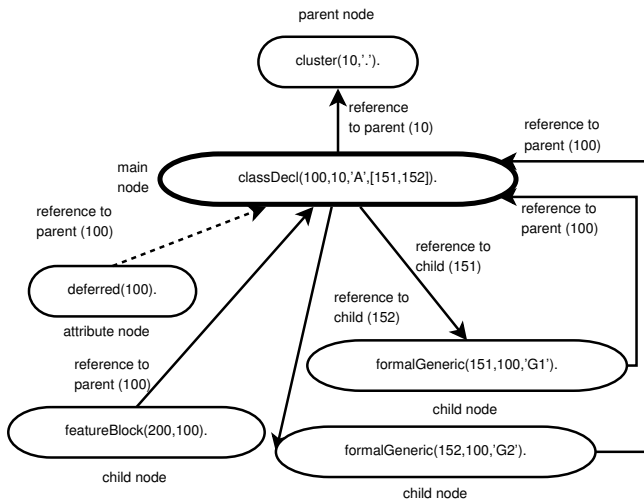 parent node
cluster(10,'.').
reference
to parent (10)
reference to
parent (100)
main
node
classDecl(100,10,'A',[151,152]).
reference to
parent (100)
reference to
parent (100)
reference to
child (151)
deferred(100).
attribute node
reference to
child (152)
reference to
parent (100)
formalGeneric(151,100,'G1').
child node
featureBlock(200,100).
child node
formalGeneric(152,100,'G2').
child node